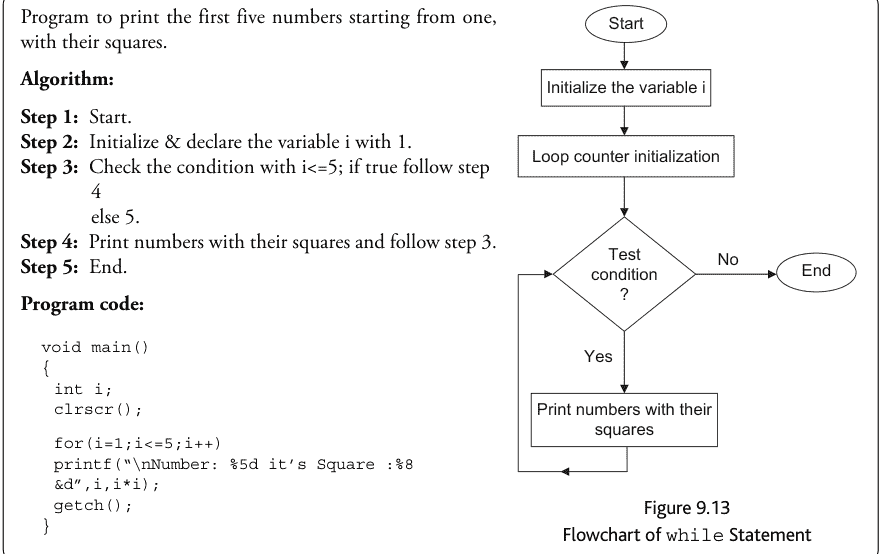 Program to print the first five numbers starting from one,
with their squares.
Algorithm:
Step 1: Start.
Step 2: Initialize & declare the variable i with 1.
Step 3: Check the condition with i<=5; if true follow step
4
else 5.
Step 4: Print numbers with their squares and follow step 3.
Step 5: End.
Program code:
void main()
{
int i;
clrscr();
for(i=1;i<=5;i++)
printf(“\nNumber: %5d it’s Square :%8
&d”,i,i*i);
getch();
}
Start
Initialize the variable i
Loop counter initialization
Test
condition
?
No
End
Yes
Print numbers with their
squares
Figure 9.13
Flowchart of while Statement